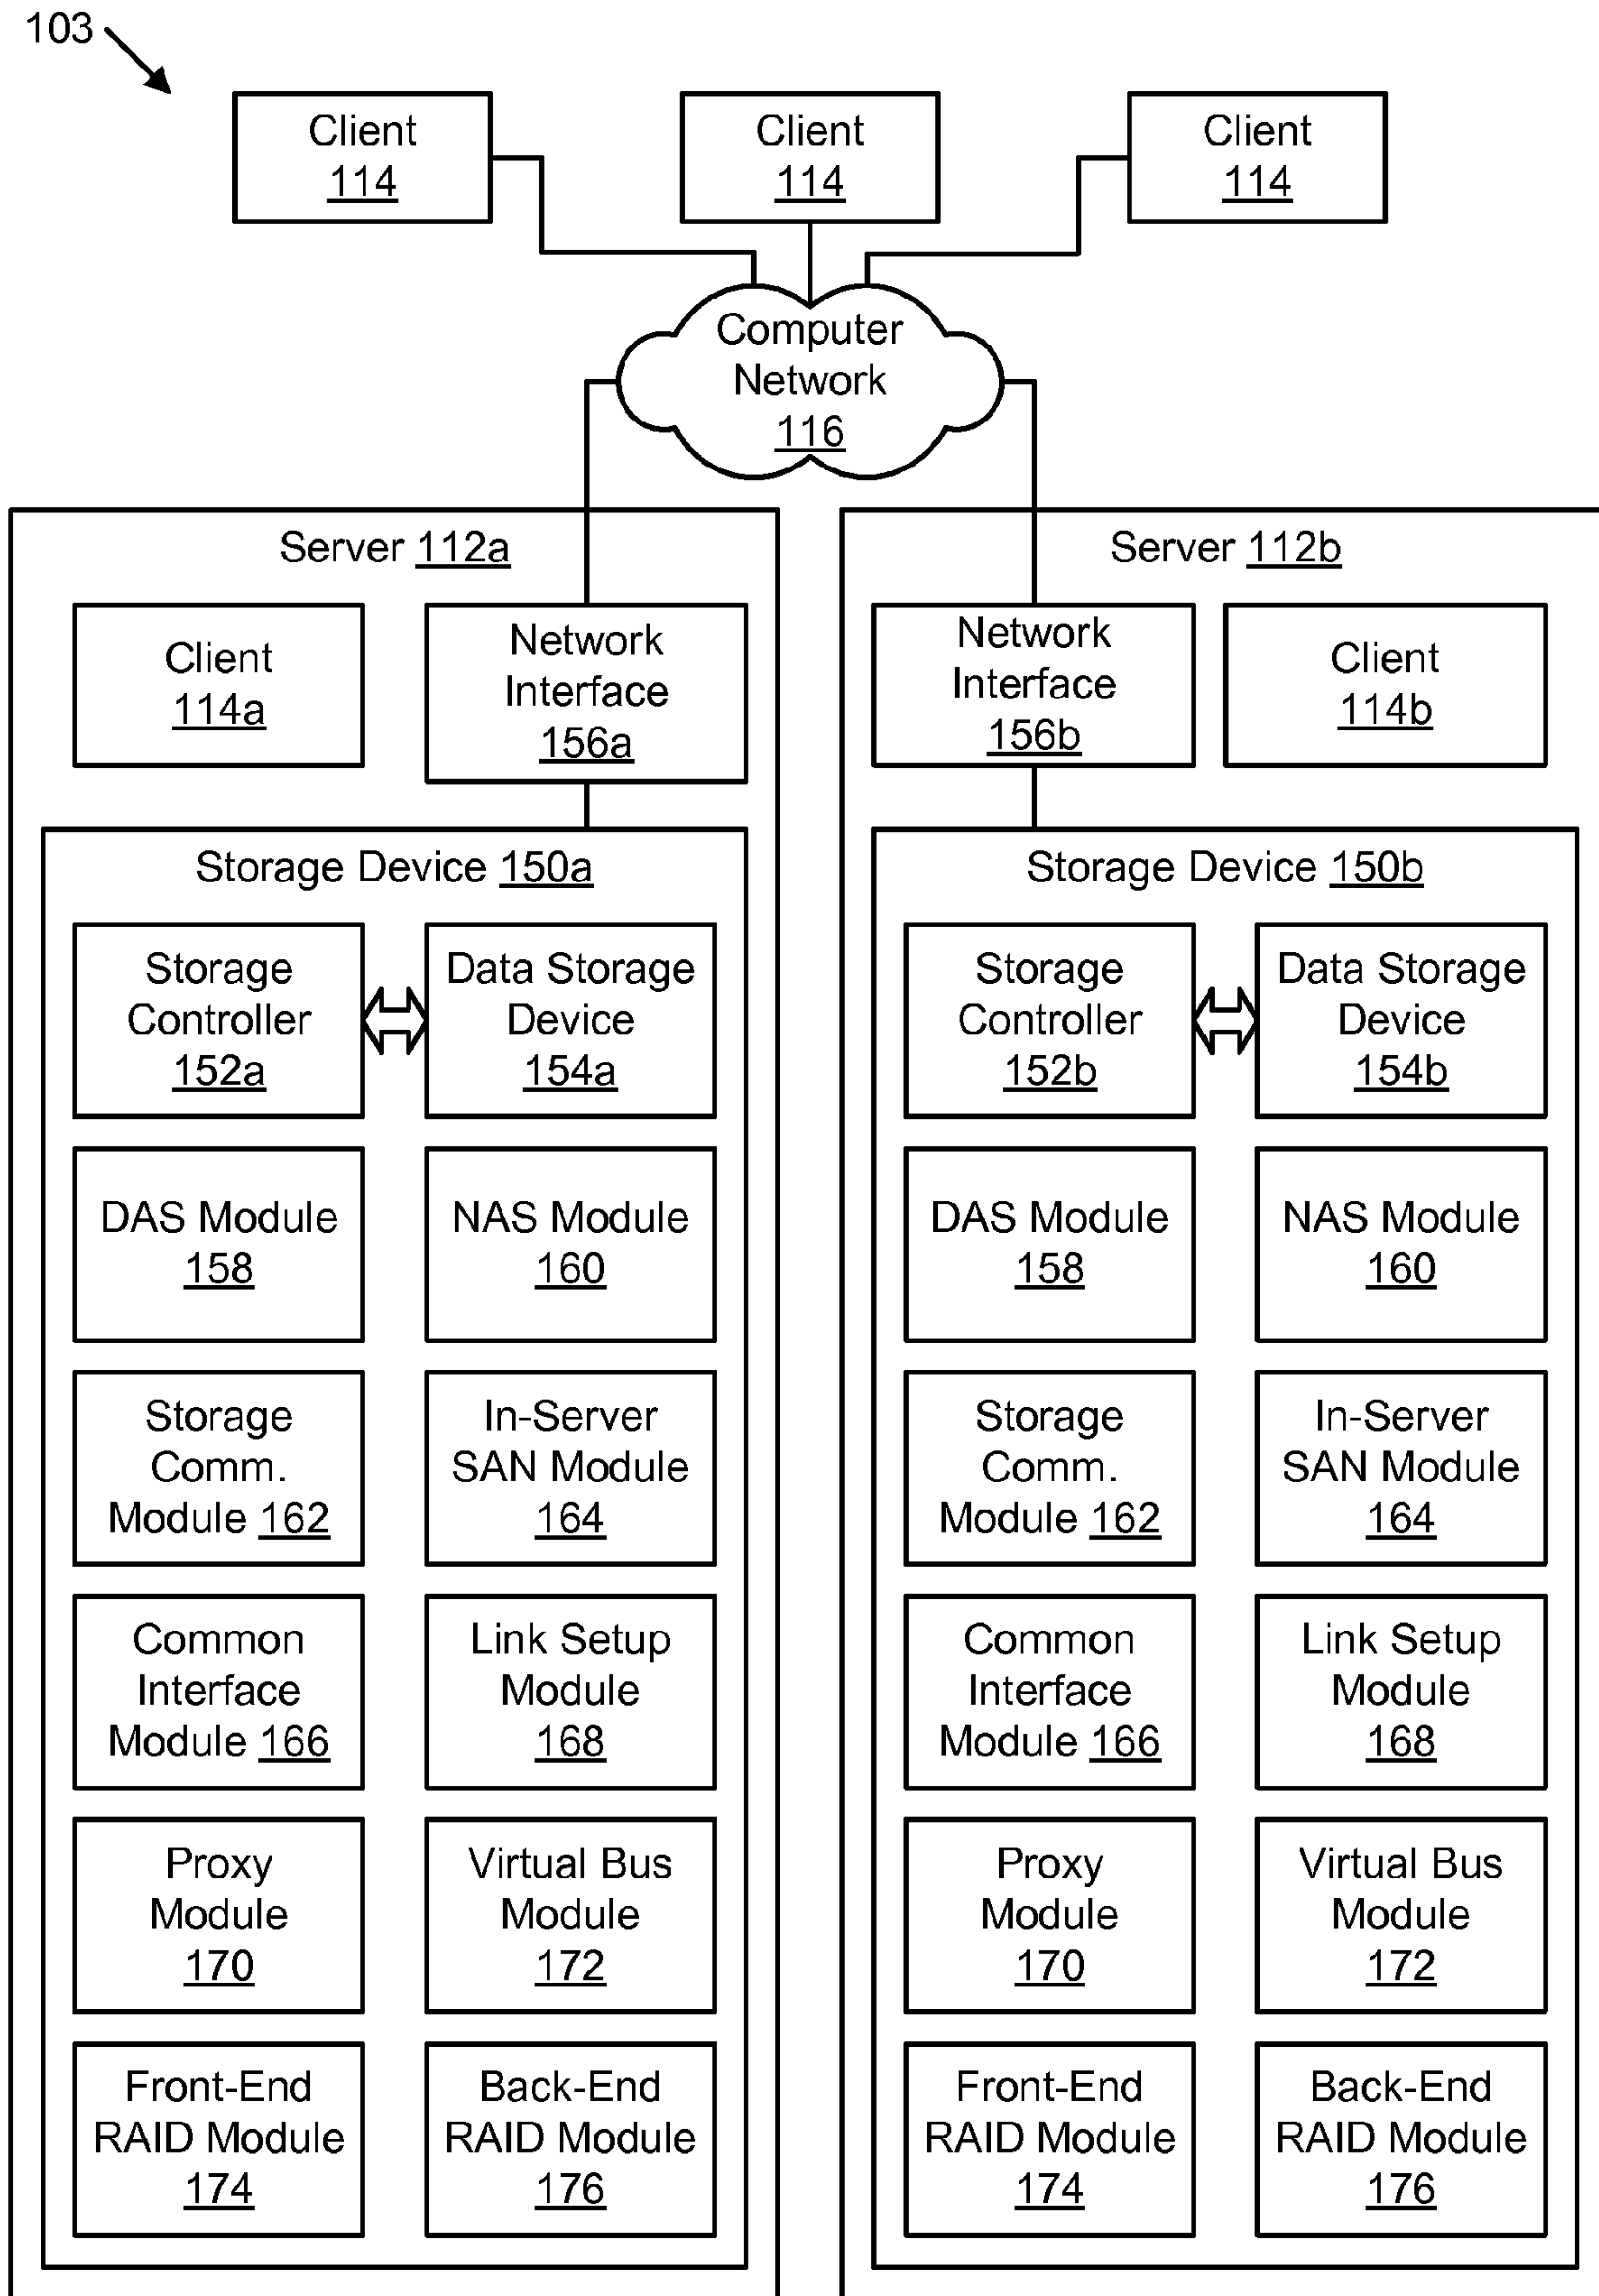 103
Client
114
Client
114
Client
114
Computer
Network
116
Server 112a
Client
114a
Network
Interface
156a
Storage Device 150a
Storage
Controller
152a
Data Storage
Device
154a
DAS Module
158
NAS Module
160
Storage
Comm.
Module 162
In-Server
SAN Module
164
Common
Interface
Module 166
Link Setup
Module
168
Proxy
Module
170
Virtual Bus
Module
172
Front-End
RAID Module
174
Back-End
RAID Module
176
Server 112b
Network
Interface
156b
Client
114b
Storage Device 150b
Storage
Controller
152b
Data Storage
Device
154b
DAS Module
158
NAS Module
160
Storage
Comm.
Module 162
In-Server
SAN Module
164
Common
Interface
Module 166
Link Setup
Module
168
Proxy
Module
170
Virtual Bus
Module
172
Front-End
RAID Module
174
Back-End
RAID Module
176